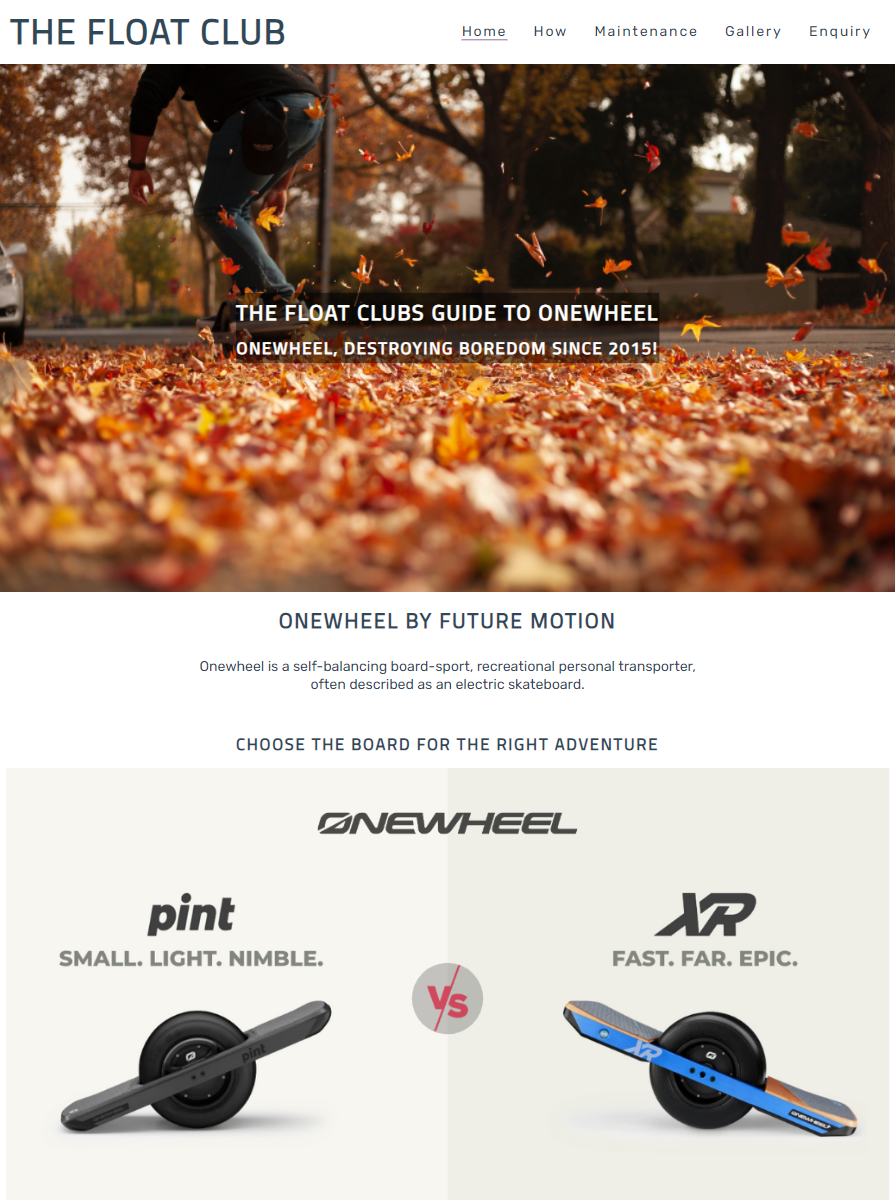 THE FLOAT CLUB
Home How Maintenance Gallery Enquiry
THE FLOAT CLUBS GUIDE TO ONEWHEEL
ONEWHEEL, DESTROYING BOREDOM SINCE 2015!
ONEWHEEL BY FUTURE MOTION
Onewheel is a self-balancing board-sport, recreational personal transporter,
often described as an electric skateboard.
CHOOSE THE BOARD FOR THE RIGHT ADVENTURE
ONEWHEEL
pint
SMALL. LIGHT. NIMBLE.
XR
FAST. FAR. EPIC.
VS
pint
XR
ONEWHEEL